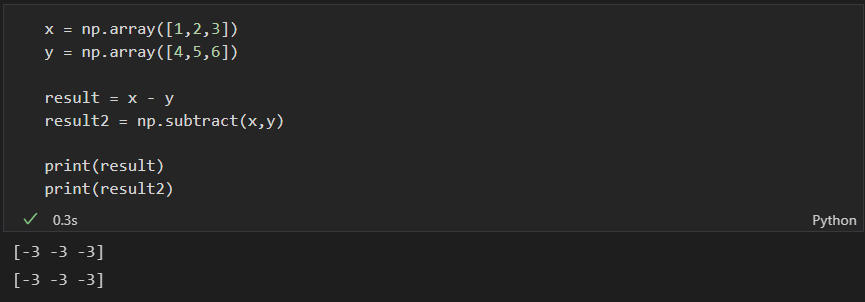 x = np.array([1,2,3])
y = np.array([4,5,6])
result = x - y
result2 = np.subtract(x,y)
print(result)
print(result2)
0.3s
Python
[-3 -3 -3]
[-3 -3 -3]